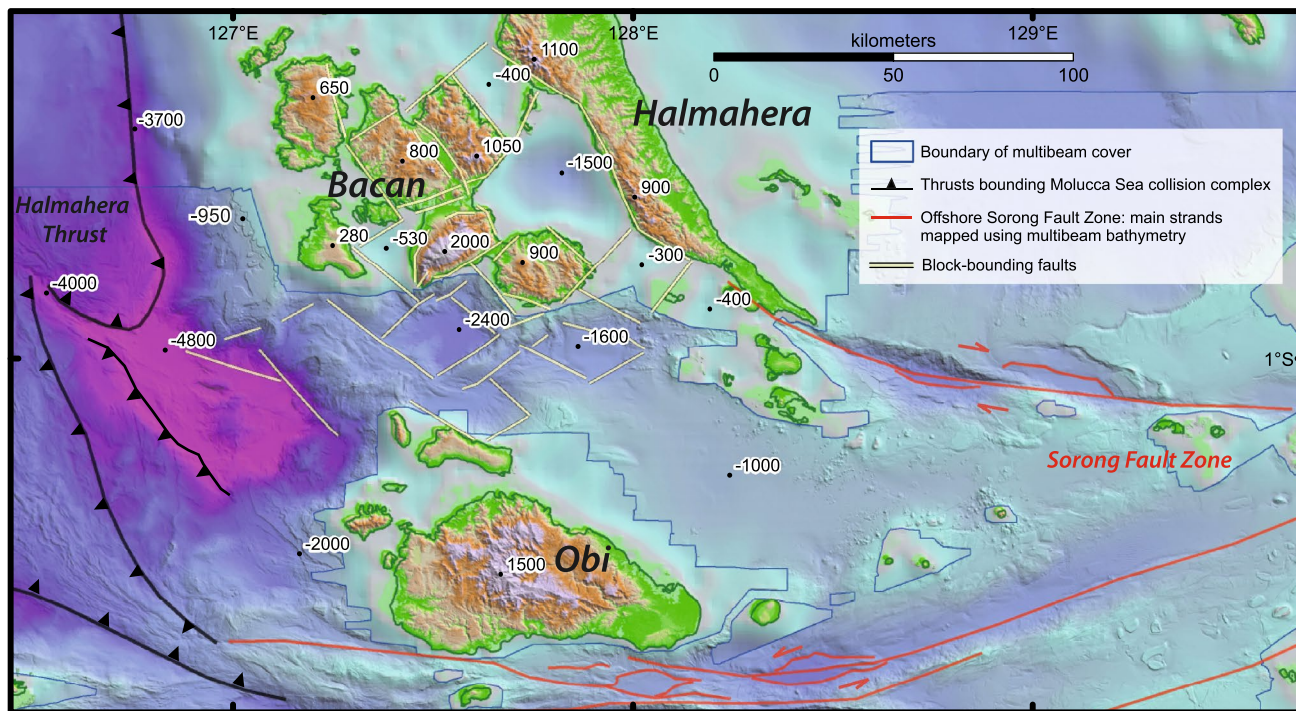 127°E
128°E
129°E
kilometers
0
50
100
1100
-400
650
-3700
Halmahera
800
1050
-1500
Bacan
900
Boundary of multibeam cover
Thrusts bounding Molucca Sea collision complex
Offshore Sorong Fault Zone: main strands
mapped using multibeam bathymetry
Block-bounding faults
Halmahera
Thrust
-950
280
-530
2000
900
-300
-4000
-400
-2400
-4800
-1600
1°S
Sorong Fault Zone
-1000
-2000
1500
Obi